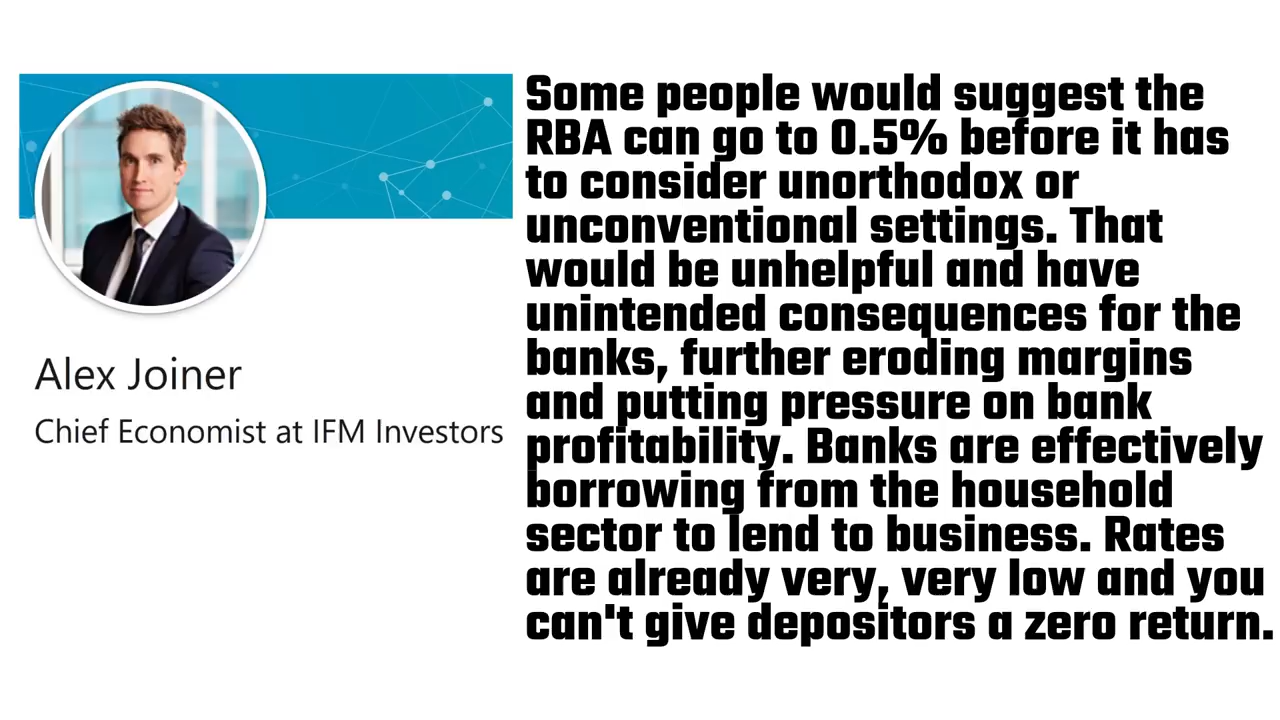 Alex Joiner
Chief Economist at IFM Investors
Some people would suggest the
RBA can go to 0.5% before it has
to consider unorthodox or
unconventional settings. That
would be unhelpful and have
unintended consequences for the
banks, further eroding margins
and putting pressure on bank
profitability. Banks are effectively
borrowing from the household
sector to lend to business. Rates
are already very, very low and you
can't give depositors a zero return.